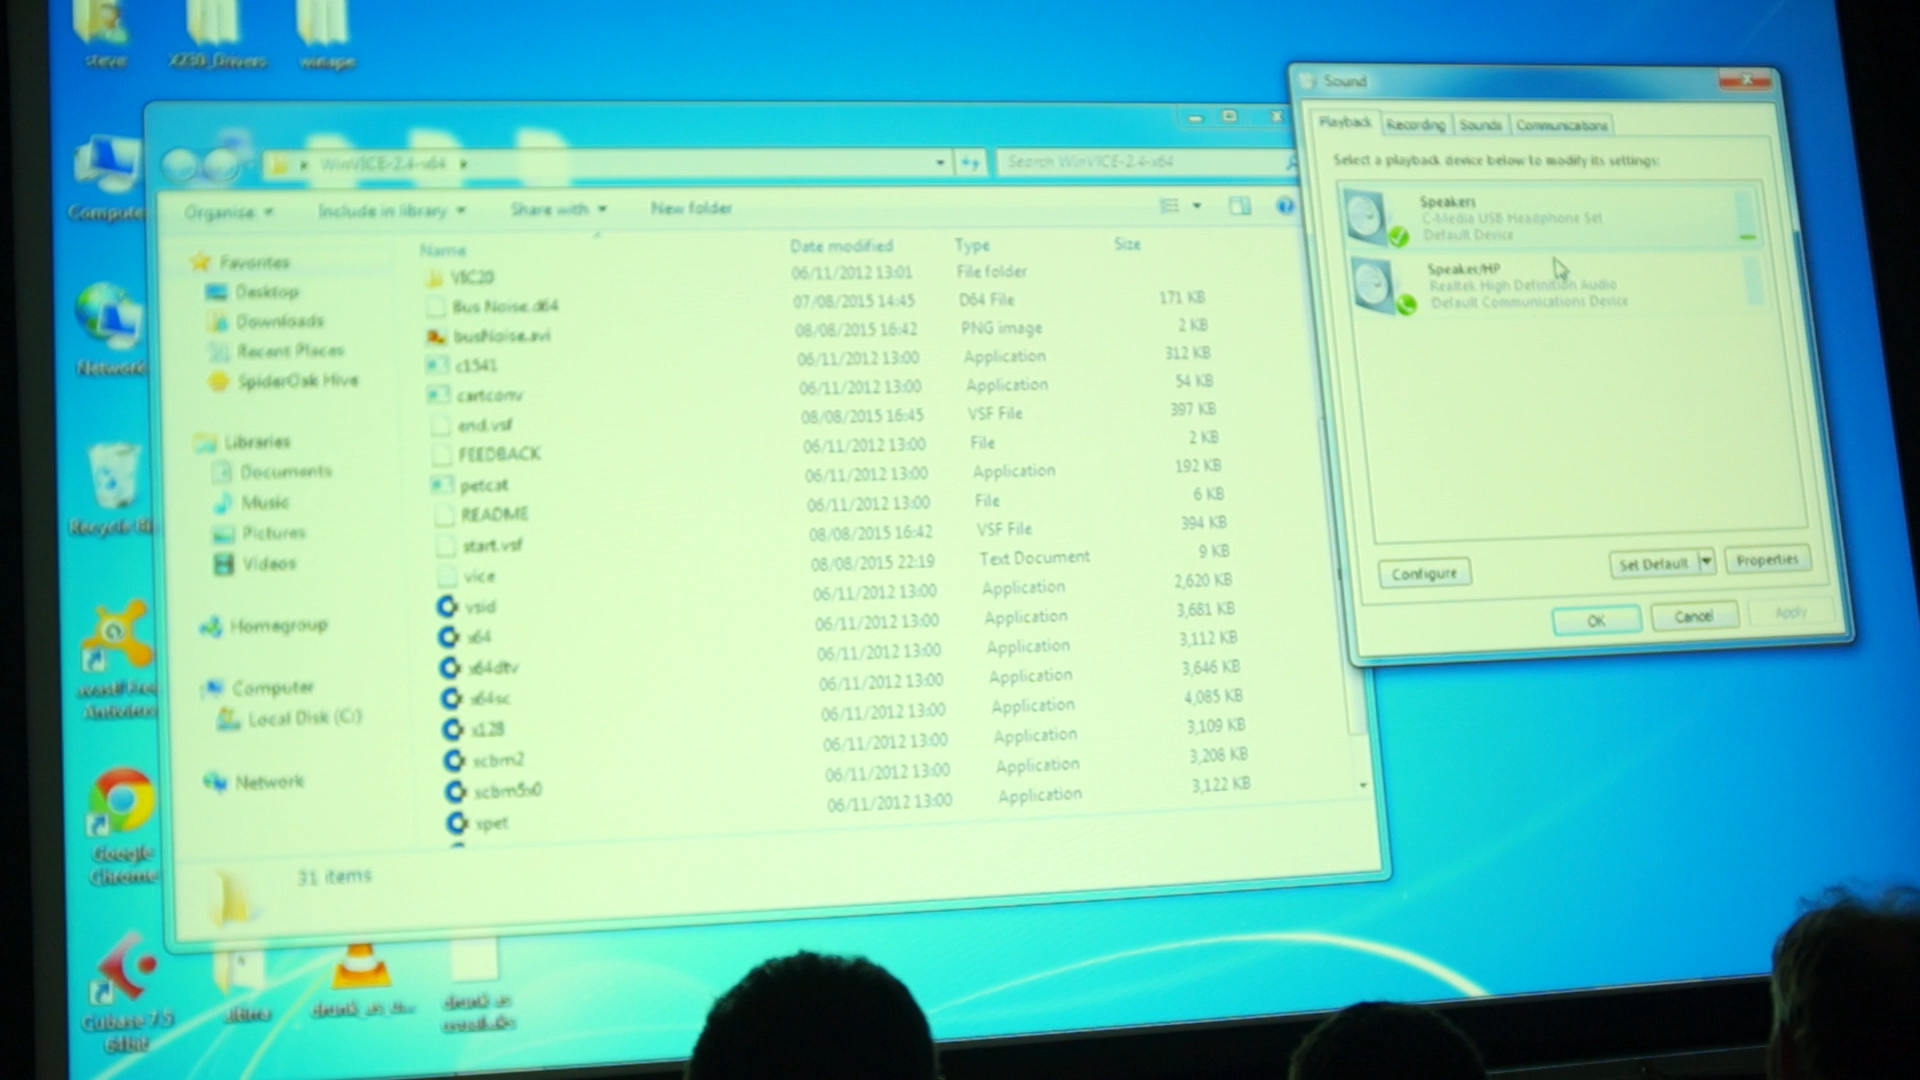 steve
X230_Drivers
winape
Computer
Network
Recycle Bi
avast! Free
Antivirus
Google
Chrome
Cubase 7.5
64bit
WinVICE-2.4-x64
Search WinVICE-2.4-x64
Organise
Include in library
Share with
New folder
Favorites
Desktop
Downloads
Recent Places
SpiderOak Hive
Libraries
Documents
Music
Pictures
Videos
Homegroup
Computer
Local Disk (C:)
Network
Name Date modified Type Size
VIC20 06/11/2012 13:01 File folder
Bus Noise.d64 07/08/2015 14:45 D64 File 171 KB
busNoise.avi 08/08/2015 16:42 PNG image 2 KB
c1541 06/11/2012 13:00 Application 312 KB
cartconv 06/11/2012 13:00 Application 54 KB
end.vsf 08/08/2015 16:45 VSF File 397 KB
FEEDBACK 06/11/2012 13:00 File 2 KB
petcat 06/11/2012 13:00 Application 192 KB
README 06/11/2012 13:00 File 6 KB
start.vsf 08/08/2015 16:42 VSF File 394 KB
vice 08/08/2015 22:19 Text Document 9 KB
vsid 06/11/2012 13:00 Application 2,620 KB
x64 06/11/2012 13:00 Application 3,681 KB
x64dtv 06/11/2012 13:00 Application 3,112 KB
x64sc 06/11/2012 13:00 Application 3,646 KB
x128 06/11/2012 13:00 Application 4,085 KB
xcbm2 06/11/2012 13:00 Application 3,109 KB
xcbm5x0 06/11/2012 13:00 Application 3,208 KB
xpet 06/11/2012 13:00 Application 3,122 KB
31 items
Sound
Playback
Recording
Sounds
Communications
Select a playback device below to modify its settings:
Speakers
C-Media USB Headphone Set
Default Device
Speaker/HP
Realtek High Definition Audio
Default Communications Device
Configure
Set Default
Properties
OK
Cancel
Apply